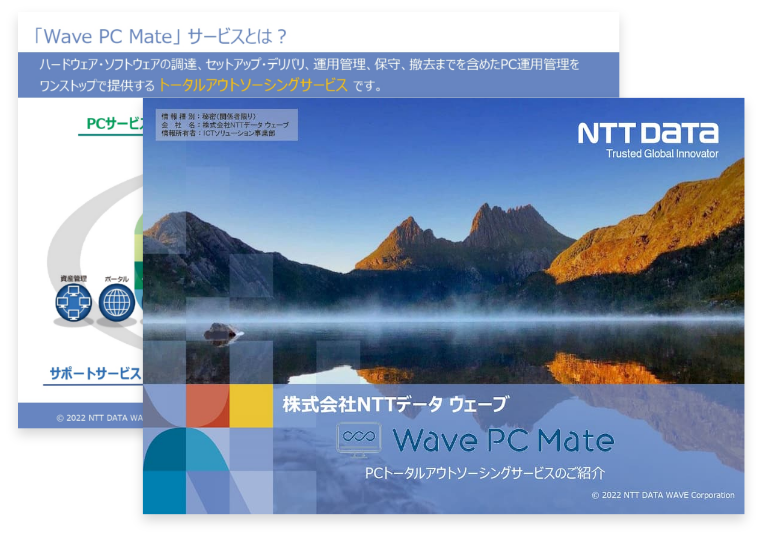 「Wave PC Mate」サービスとは？
ハードウェア・ソフトウェアの調達、セットアップ・デリバリ、運用管理、保守、撤去までを含めたPC運用管理を
ワンストップで提供する トータルアウトソーシングサービス です。
PCサービ
資産管理
ポータル
サポートサービス
© 2022 NTT DATA WA
情報種別：秘密(関係者限り)
会社名：株式会社NTTデータ ウェーブ
情報所有者：ICTソリューション事業部
NTT DATA
Trusted Global Innovator
株式会社NTTデータ ウェーブ
Wave PC Mate
PCトータルアウトソーシングサービスのご紹介
© 2022 NTT DATA WAVE Corporation